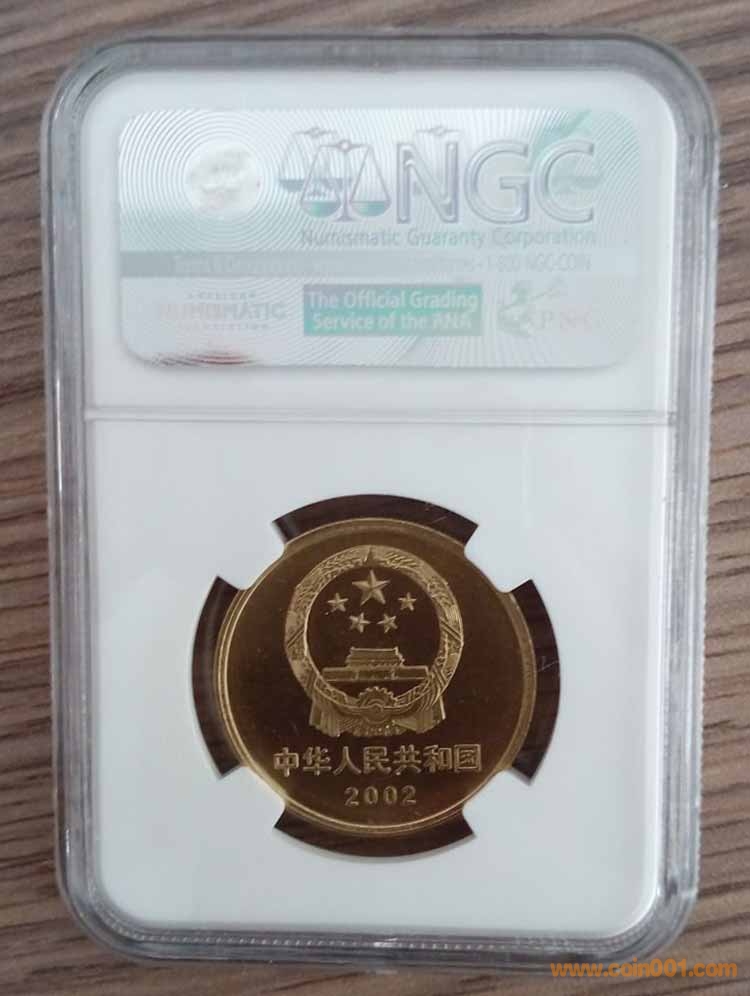 NGC
Numismatic Guaranty Corporation
1-800 NGC-COIN
NUMISMATIC
The Official Grading
Service of the ANA
PNG
中华人民共和国
2002
www.coin001.com